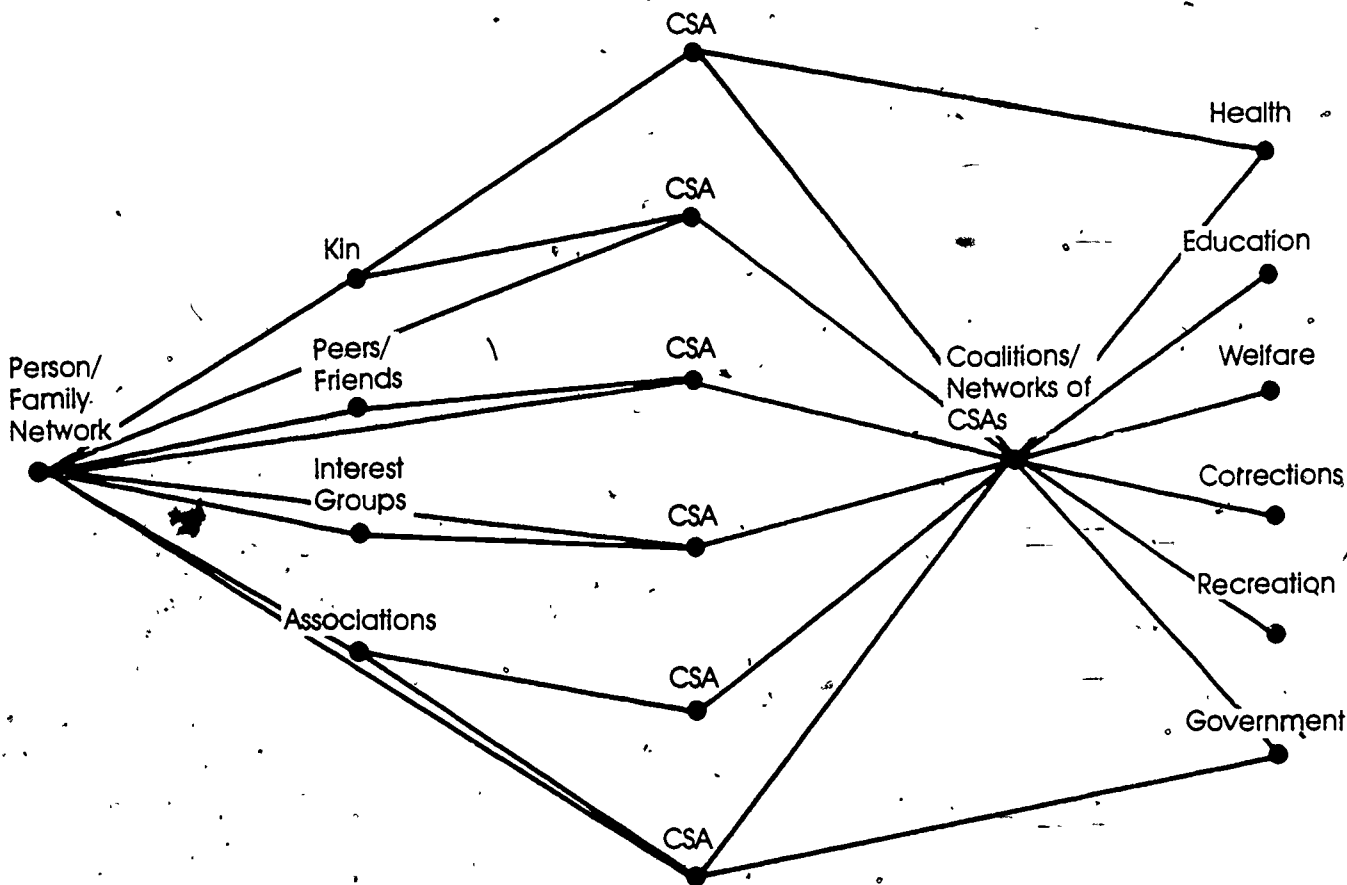 CSA
Health
CSA
Kin
Education
Peers/
Friends
CSA
Coalitions/
Networks of
CSAs
Welfare
Person/
Family
Network
Interest
Groups
CSA
Corrections
Recreation
Associations
CSA
Government
CSA